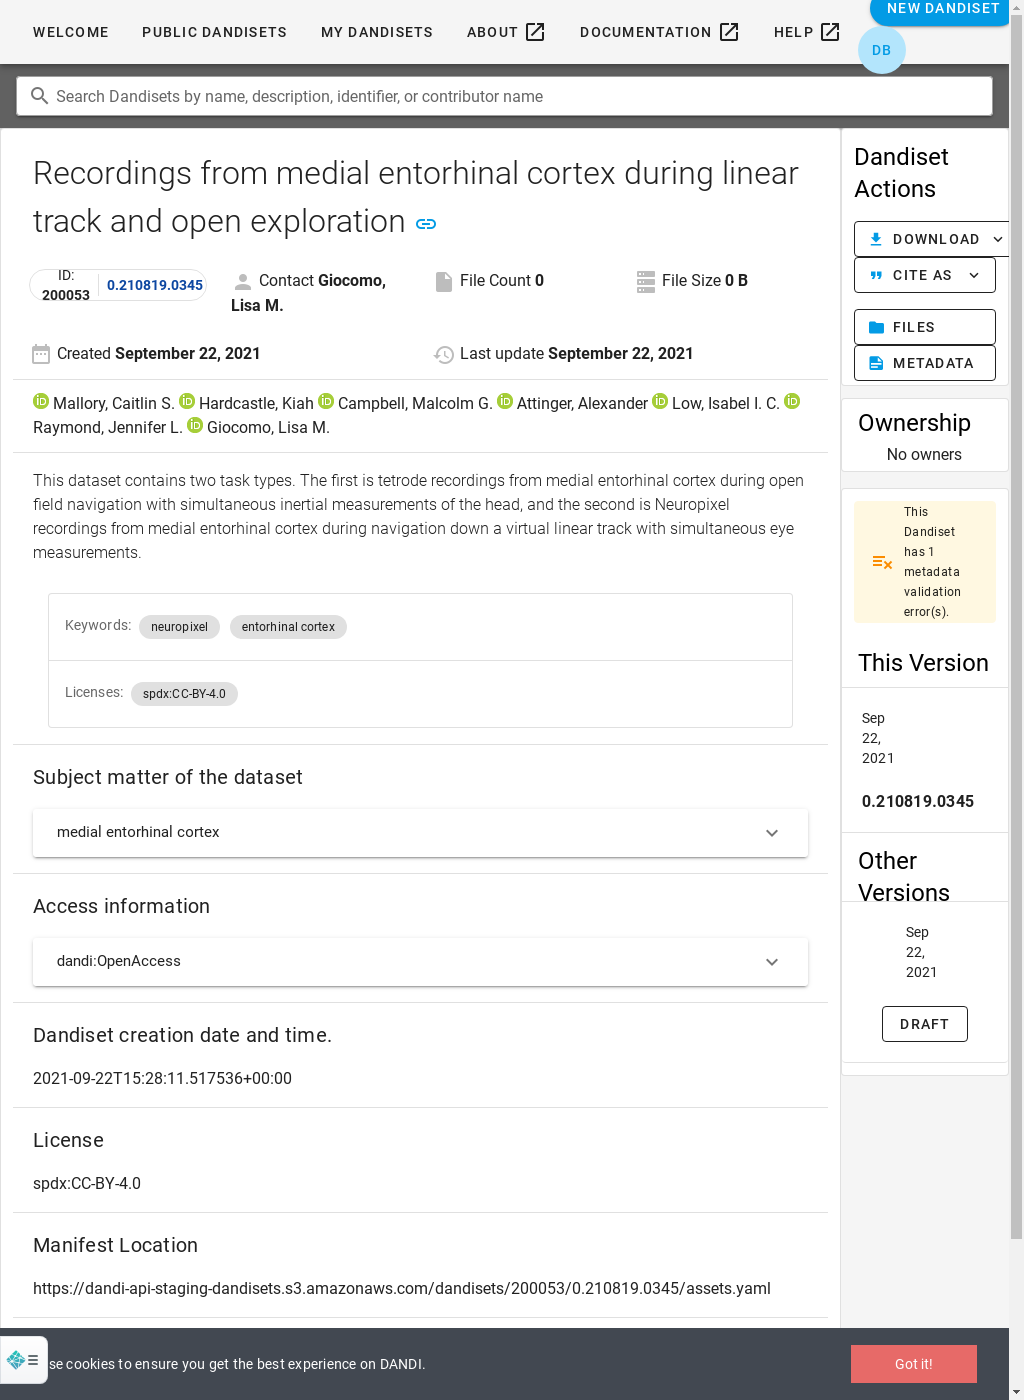 WELCOME PUBLIC DANDISETS MY DANDISETS ABOUT DOCUMENTATION HELP NEW DANDISET
DB
Search Dandisets by name, description, identifier, or contributor name
Recordings from medial entorhinal cortex during linear
track and open exploration
ID:
200053 0.210819.0345
Contact Giocomo,
Lisa M.
File Count 0
File Size 0 B
Created September 22, 2021
Last update September 22, 2021
iD Mallory, Caitlin S. iD Hardcastle, Kiah iD Campbell, Malcolm G. iD Attinger, Alexander iD Low, Isabel I. C. iD
Raymond, Jennifer L. iD Giocomo, Lisa M.
This dataset contains two task types. The first is tetrode recordings from medial entorhinal cortex during open
field navigation with simultaneous inertial measurements of the head, and the second is Neuropixel
recordings from medial entorhinal cortex during navigation down a virtual linear track with simultaneous eye
measurements.
Keywords: neuropixel entorhinal cortex
Licenses: spdx:CC-BY-4.0
Subject matter of the dataset
medial entorhinal cortex
Access information
dandi:OpenAccess
Dandiset creation date and time.
2021-09-22T15:28:11.517536+00:00
License
spdx:CC-BY-4.0
Manifest Location
https://dandi-api-staging-dandisets.s3.amazonaws.com/dandisets/200053/0.210819.0345/assets.yaml
Dandiset
Actions
DOWNLOAD
CITE AS
FILES
METADATA
Ownership
No owners
This
Dandiset
has 1
metadata
validation
error(s).
This Version
Sep
22,
2021
0.210819.0345
Other
Versions
Sep
22,
2021
DRAFT
se cookies to ensure you get the best experience on DANDI.
Got it!